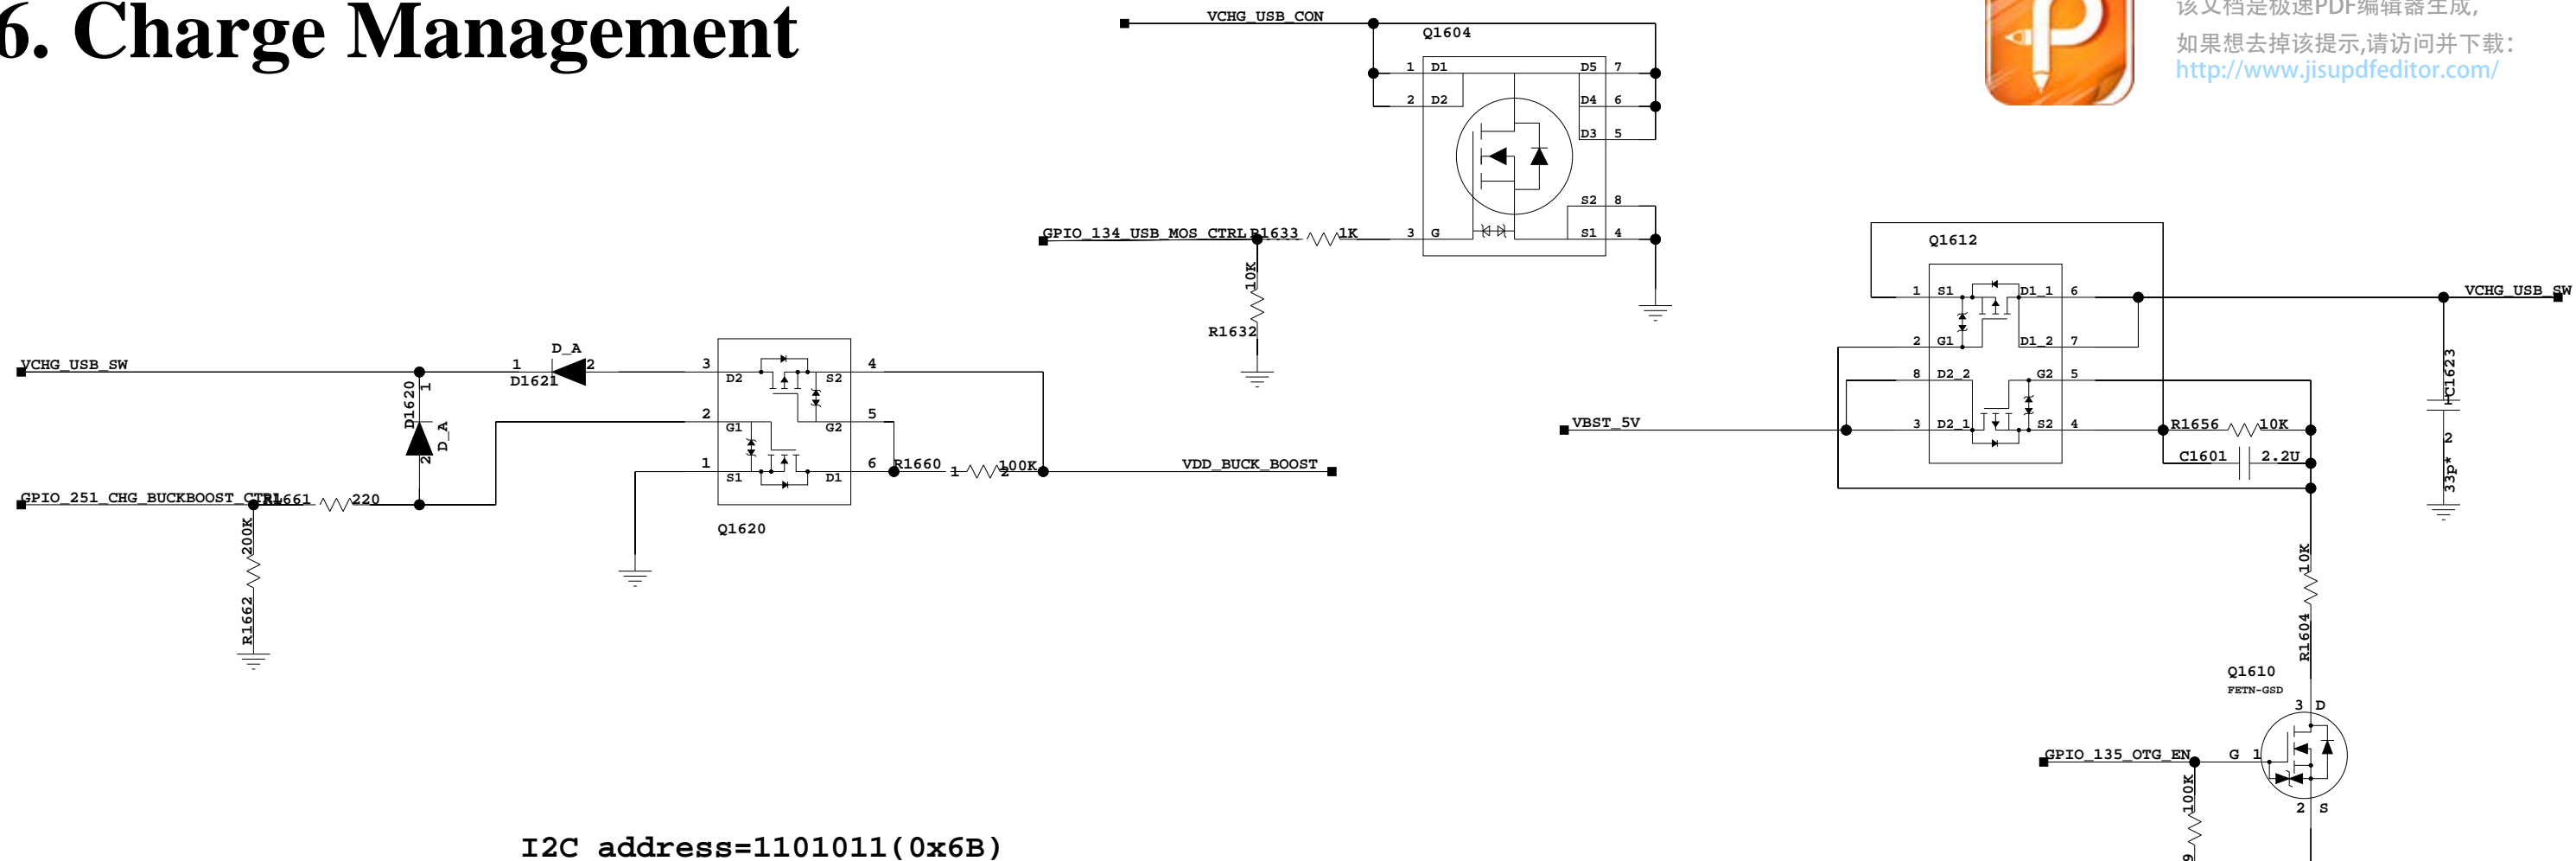 6. Charge Management
该文档是极速PDF编辑器生成,
如果想去掉该提示,请访问并下载：
http://www.jisupdfeditor.com/
VCHG_USB_CON
Q1604
1 D1 D5 7
2 D2 D4 6
D3 5
S2 8
GPIO_134_USB_MOS_CTRL R1633 1K 3 G S1 4
10K
R1632
Q1612
1 S1 D1_1 6 VCHG_USB_SW
2 G1 D1_2 7
8 D2_2 G2 5
VBST_5V 3 D2_1 S2 4 R1656 10K
C1601 2.2U
1 C1623
33p* 2
VCHG_USB_SW 1 D_A 2 3 D2 S2 4
D1621
D1620 1
D_A 2
2 G1 G2 5
1 S1 D1 6 R1660 1 2 100K VDD_BUCK_BOOST
GPIO_251_CHG_BUCKBOOST_CTRL R1661 220
Q1620
200K
R1662
10K
R1604
Q1610
FETN-GSD
3 D
GPIO_135_OTG_EN G 1
2 S
100K
9
I2C address=1101011(0x6B)